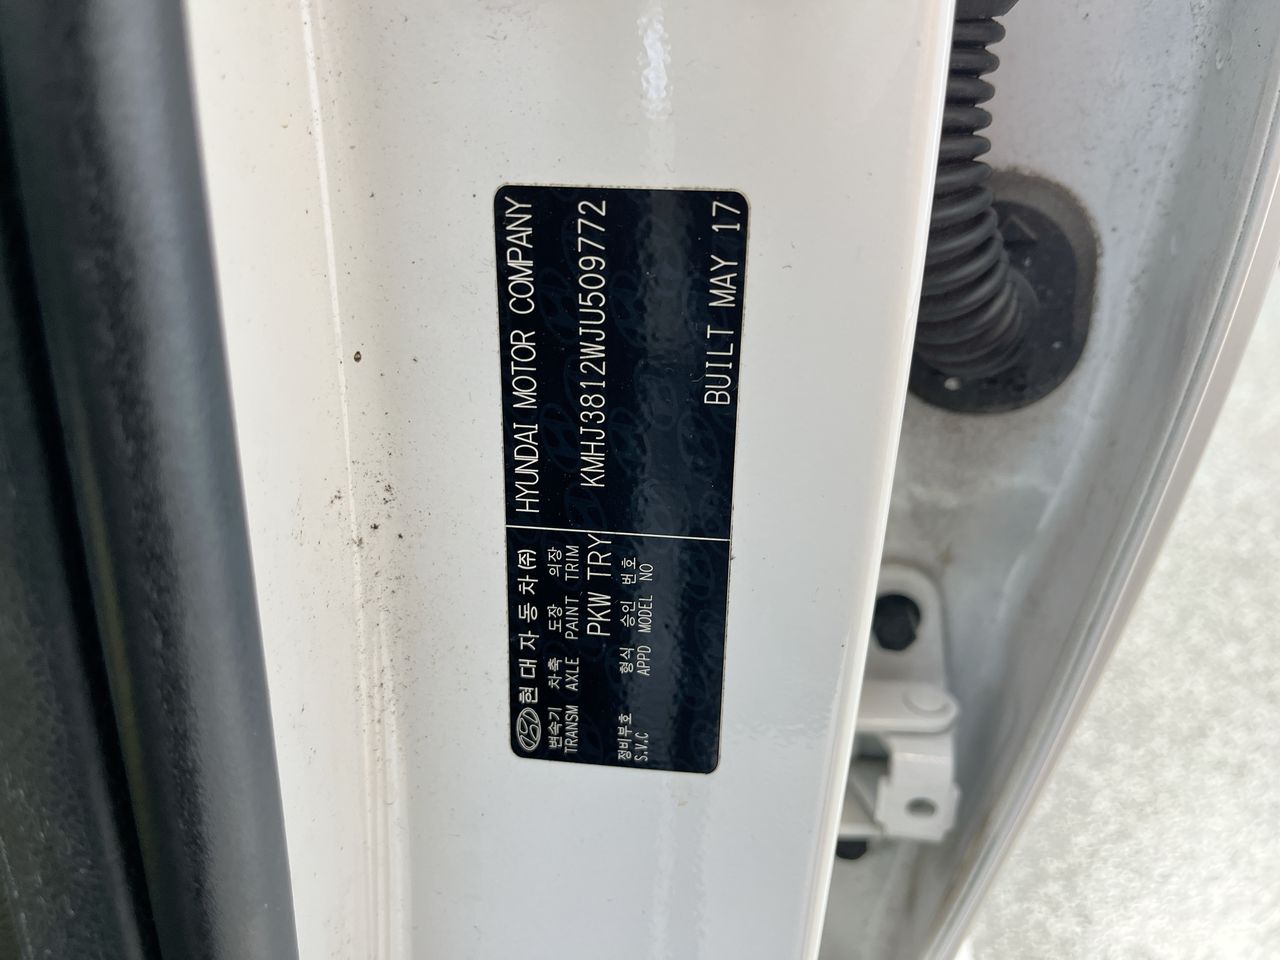 현대자동차(주)
HYUNDAI MOTOR COMPANY
변속기 차축 도장 의장
TRANSM AXLE PAINT TRIM
PKW TRY
KMHJ3812WJU509772
정비부호 형식 승인 번호
S.V.C APPD MODEL NO
BUILT MAY 17